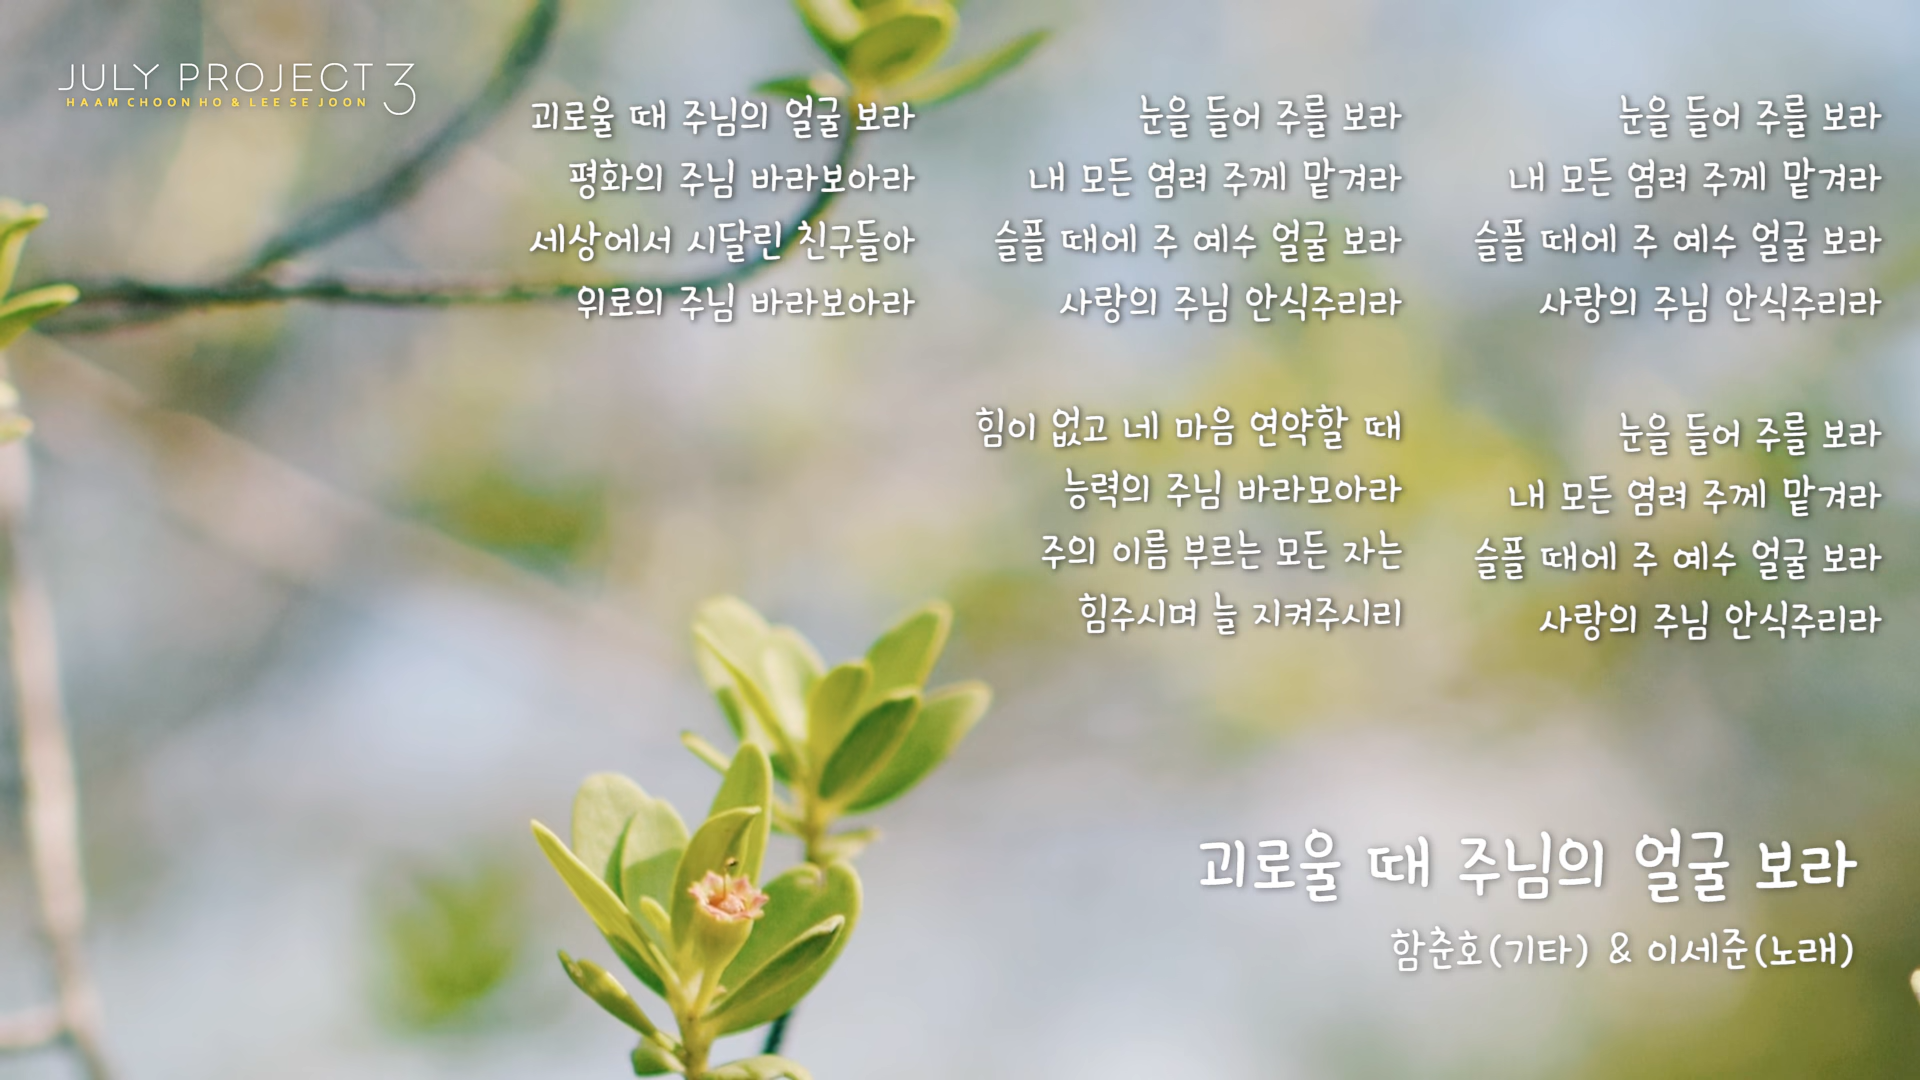 JULY PROJECT 3
HAAM CHOON HO & LEE SE JOON
괴로울 때 주님의 얼굴 보라
평화의 주님 바라보아라
세상에서 시달린 친구들아
위로의 주님 바라보아라
눈을 들어 주를 보라
내 모든 염려 주께 맡겨라
슬플 때에 주 예수 얼굴 보라
사랑의 주님 안식주리라
힘이 없고 네 마음 연약할 때
능력의 주님 바라모아라
주의 이름 부르는 모든 자는
힘주시며 늘 지켜주시리
눈을 들어 주를 보라
내 모든 염려 주께 맡겨라
슬플 때에 주 예수 얼굴 보라
사랑의 주님 안식주리라
눈을 들어 주를 보라
내 모든 염려 주께 맡겨라
슬플 때에 주 예수 얼굴 보라
사랑의 주님 안식주리라
괴로울 때 주님의 얼굴 보라
함춘호(기타) & 이세준(노래)